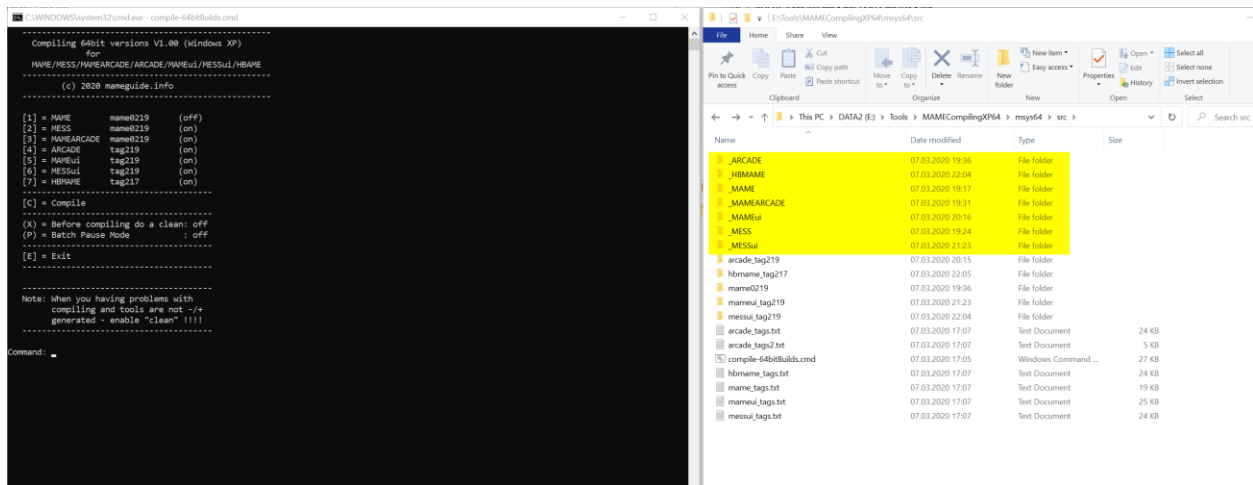 C:\WINDOWS\system32\cmd.exe - compile-64bitBuilds.cmd
--------------------------------------------------
Compiling 64bit versions V1.00 (Windows XP)
for
MAME/MESS/MAMEARCADE/ARCADE/MAMEui/MESSui/HBMAME
--------------------------------------------------
(c) 2020 mameguide.info
--------------------------------------------------
[1] = MAME mame0219 (off)
[2] = MESS mame0219 (on)
[3] = MAMEARCADE mame0219 (on)
[4] = ARCADE tag219 (on)
[5] = MAMEui tag219 (on)
[6] = MESSui tag219 (on)
[7] = HBMAME tag217 (on)
--------------------------------------
[C] = Compile
--------------------------------------
(X) = Before compiling do a clean: off
(P) = Batch Pause Mode : off
--------------------------------------
[E] = Exit
--------------------------------------
--------------------------------------
Note: When you having problems with
compiling and tools are not -/+
generated - enable "clean" !!!!
--------------------------------------
Command: _
E:\Tools\MAMECompilingXP64\msys64\src
File Home Share View
Pin to Quick access
Copy
Paste
Cut
Copy path
Paste shortcut
Move to
Copy to
Delete
Rename
New folder
New item
Easy access
Properties
Open
Edit
History
Select all
Select none
Invert selection
Clipboard Organize New Open Select
This PC > DATA2 (E:) > Tools > MAMECompilingXP64 > msys64 > src >
Search src
Name Date modified Type Size
_ARCADE 07.03.2020 19:36 File folder
_HBMAME 07.03.2020 22:04 File folder
_MAME 07.03.2020 19:17 File folder
_MAMEARCADE 07.03.2020 19:31 File folder
_MAMEui 07.03.2020 20:16 File folder
_MESS 07.03.2020 19:24 File folder
_MESSui 07.03.2020 21:23 File folder
arcade_tag219 07.03.2020 20:15 File folder
hbmame_tag217 07.03.2020 22:05 File folder
mame0219 07.03.2020 19:36 File folder
mameui_tag219 07.03.2020 21:23 File folder
messui_tag219 07.03.2020 22:04 File folder
arcade_tags.txt 07.03.2020 17:07 Text Document 24 KB
arcade_tags2.txt 07.03.2020 17:07 Text Document 5 KB
compile-64bitBuilds.cmd 07.03.2020 17:05 Windows Command ... 27 KB
hbmame_tags.txt 07.03.2020 17:07 Text Document 24 KB
mame_tags.txt 07.03.2020 17:07 Text Document 19 KB
mameui_tags.txt 07.03.2020 17:07 Text Document 25 KB
messui_tags.txt 07.03.2020 17:07 Text Document 24 KB